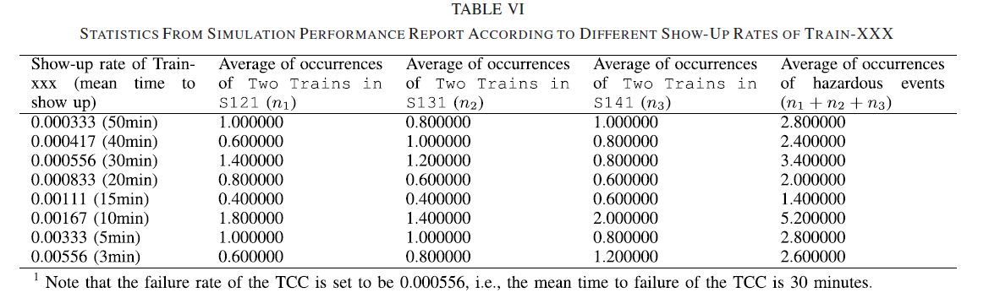 TABLE VI
STATISTICS FROM SIMULATION PERFORMANCE REPORT ACCORDING TO DIFFERENT SHOW-UP RATES OF TRAIN-XXX
Show-up rate of Train-xxx (mean time to show up) Average of occurrences of Two Trains in S121 (n1) Average of occurrences of Two Trains in S131 (n2) Average of occurrences of Two Trains in S141 (n3) Average of occurrences of hazardous events (n1 + n2 + n3)
0.000333 (50min) 1.000000 0.800000 1.000000 2.800000
0.000417 (40min) 0.600000 1.000000 0.800000 2.400000
0.000556 (30min) 1.400000 1.200000 0.800000 3.400000
0.000833 (20min) 0.800000 0.600000 0.600000 2.000000
0.00111 (15min) 0.400000 0.400000 0.600000 1.400000
0.00167 (10min) 1.800000 1.400000 2.000000 5.200000
0.00333 (5min) 1.000000 1.000000 0.800000 2.800000
0.00556 (3min) 0.600000 0.800000 1.200000 2.600000
1 Note that the failure rate of the TCC is set to be 0.000556, i.e., the mean time to failure of the TCC is 30 minutes.